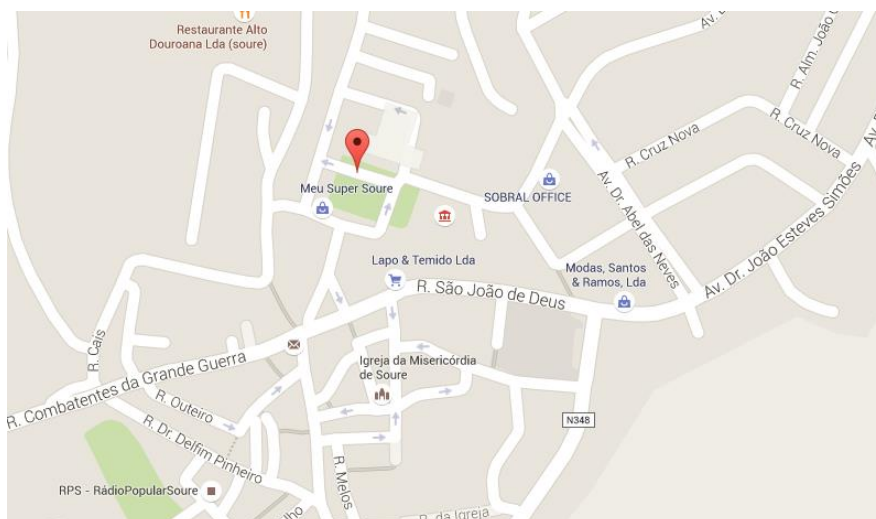 Restaurante Alto
Douroana Lda (soure)
R. Alm. João d
R. Cruz Nova
R. Cruz Nova
Meu Super Soure
SOBRAL OFFICE
Av. Dr. Abel das Neves
Av. Dr. João Esteves Simões
Lapo & Temido Lda
Modas, Santos
& Ramos, Lda
R. São João de Deus
R. Cais
R. Combatentes da Grande Guerra
Igreja da Misericórdia
de Soure
R. Outeiro
N348
R. Dr. Delfim Pinheiro
R. Melos
RPS - RádioPopularSoure
R. da Igreja